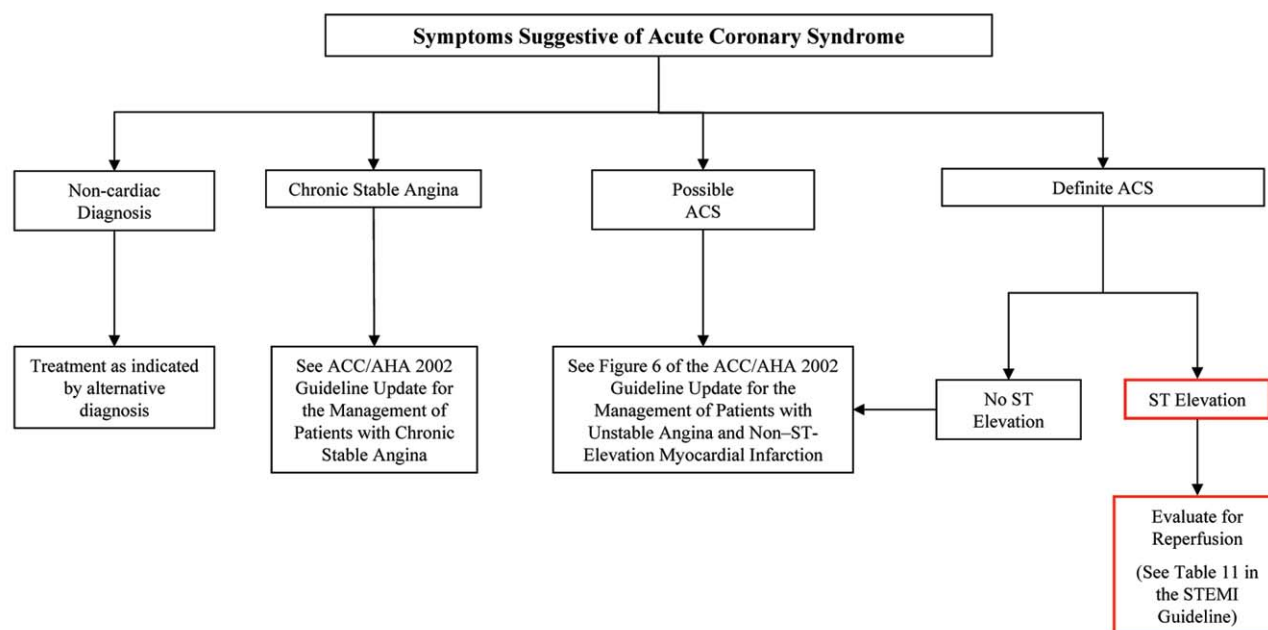 Symptoms Suggestive of Acute Coronary Syndrome
Non-cardiac
Diagnosis
Chronic Stable Angina
Possible
ACS
Definite ACS
Treatment as indicated
by alternative
diagnosis
See ACC/AHA 2002
Guideline Update for
the Management of
Patients with Chronic
Stable Angina
See Figure 6 of the ACC/AHA 2002
Guideline Update for the
Management of Patients with
Unstable Angina and Non–ST-
Elevation Myocardial Infarction
No ST
Elevation
ST Elevation
Evaluate for
Reperfusion
(See Table 11 in
the STEMI
Guideline)